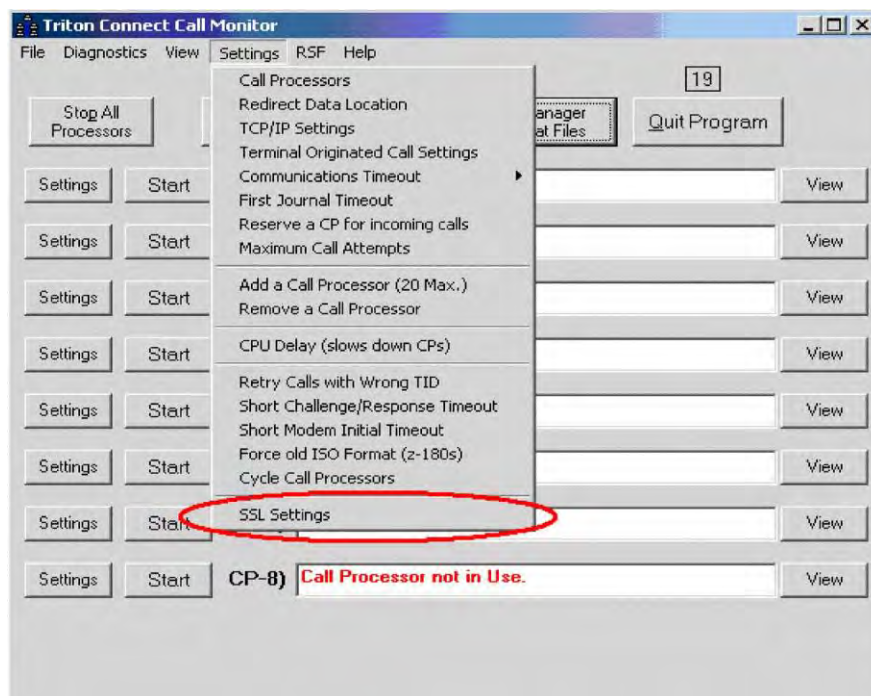 Triton Connect Call Monitor
File Diagnostics View Settings RSF Help
Call Processors
Redirect Data Location
TCP/IP Settings
Terminal Originated Call Settings
Communications Timeout
First Journal Timeout
Reserve a CP for incoming calls
Maximum Call Attempts
Add a Call Processor (20 Max.)
Remove a Call Processor
CPU Delay (slows down CPs)
Retry Calls with Wrong TID
Short Challenge/Response Timeout
Short Modem Initial Timeout
Force old ISO Format (z-180s)
Cycle Call Processors
SSL Settings
19
Stop All
Processors
at Files
Quit Program
Settings Start View
Settings Start View
Settings Start View
Settings Start View
Settings Start View
Settings Start View
Settings Start View
Settings Start CP-8) Call Processor not in Use. View